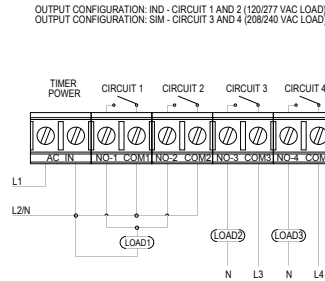 OUTPUT CONFIGURATION: IND - CIRCUIT 1 AND 2 (120/277 VAC LOAD)
OUTPUT CONFIGURATION: SIM - CIRCUIT 3 AND 4 (208/240 VAC LOAD)
TIMER POWER CIRCUIT 1 CIRCUIT 2 CIRCUIT 3 CIRCUIT 4
AC IN NO-1 COM1 NO-2 COM2 NO-3 COM3 NO-4 COM
L1
L2/N
LOAD1 LOAD2 LOAD3
N L3 N L4